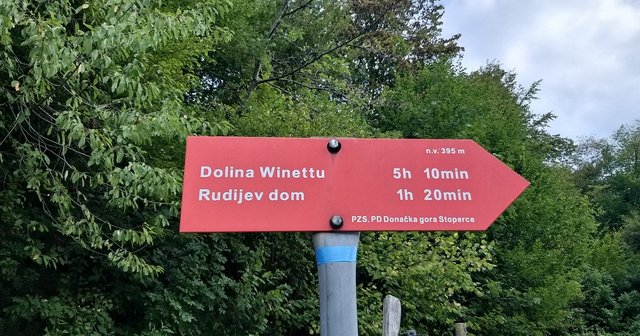 n.v. 395 m
Dolina Winettu 5h 10min
Rudijev dom 1h 20min
PZS. PD Donačka gora Stoperce